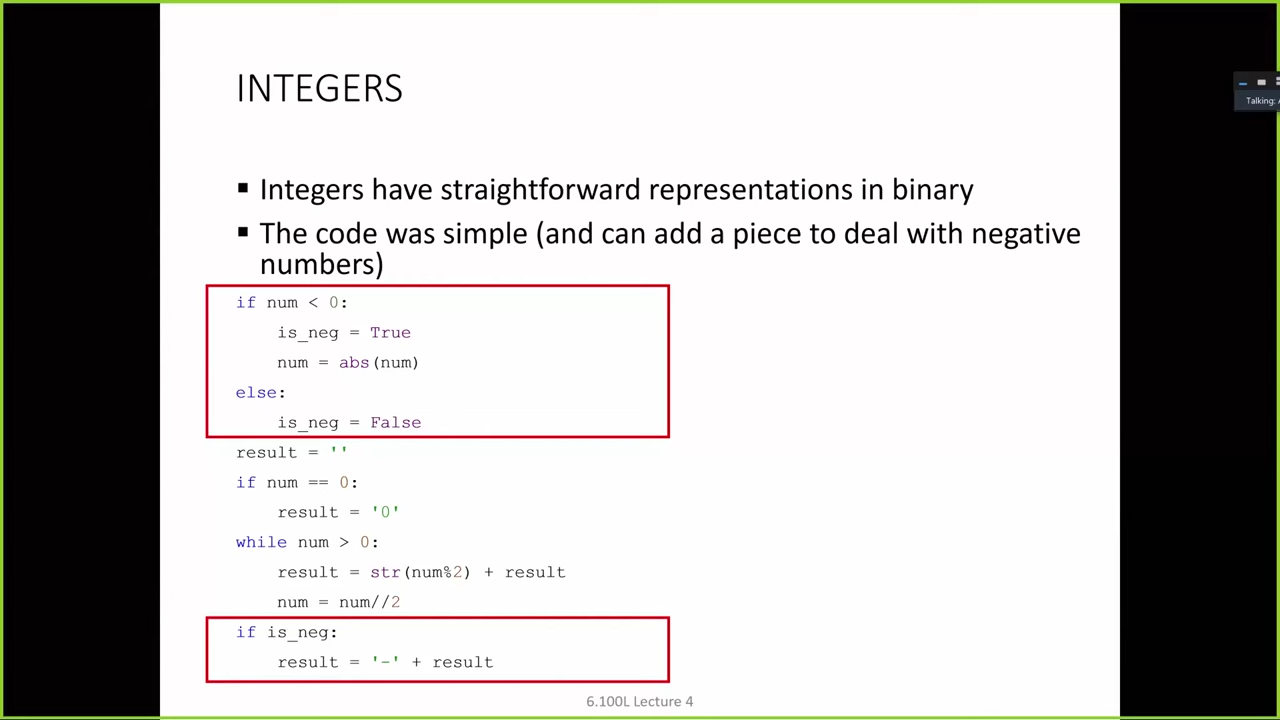 INTEGERS
Talking: A
▪ Integers have straightforward representations in binary
▪ The code was simple (and can add a piece to deal with negative
numbers)
if num < 0:
    is_neg = True
    num = abs(num)
else:
    is_neg = False
result = ''
if num == 0:
    result = '0'
while num > 0:
    result = str(num%2) + result
    num = num//2
if is_neg:
    result = '-' + result
6.100L Lecture 4